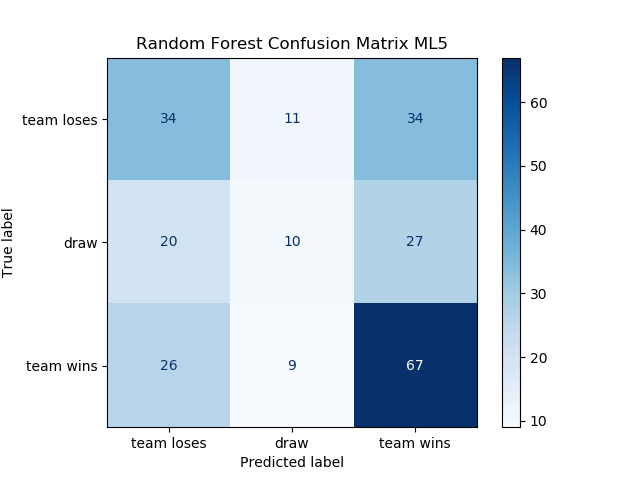 Random Forest Confusion Matrix ML5
True label
team loses
34
11
34
draw
20
10
27
team wins
26
9
67
team loses
draw
team wins
Predicted label
60
50
40
30
20
10